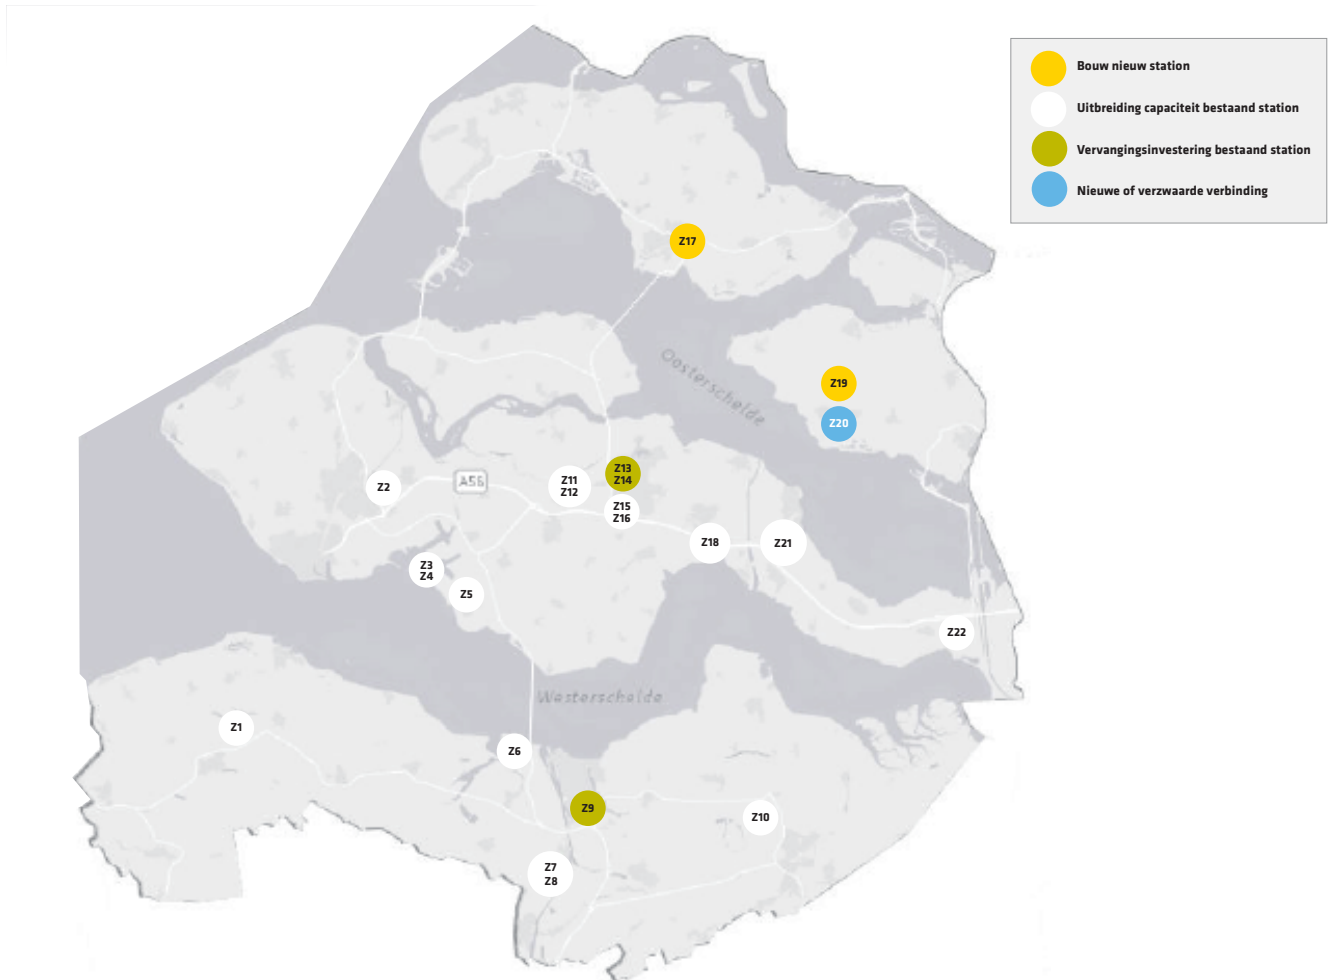 Bouw nieuw station
Uitbreiding capaciteit bestaand station
Vervangingsinvestering bestaand station
Nieuwe of verzwaarde verbinding
Z17
Oosterschelde
Z19
Z20
A58
Z2
Z11
Z12
Z13
Z14
Z15
Z16
Z18
Z21
Z3
Z4
Z5
Z22
Westerschelde
Z1
Z6
Z9
Z10
Z7
Z8